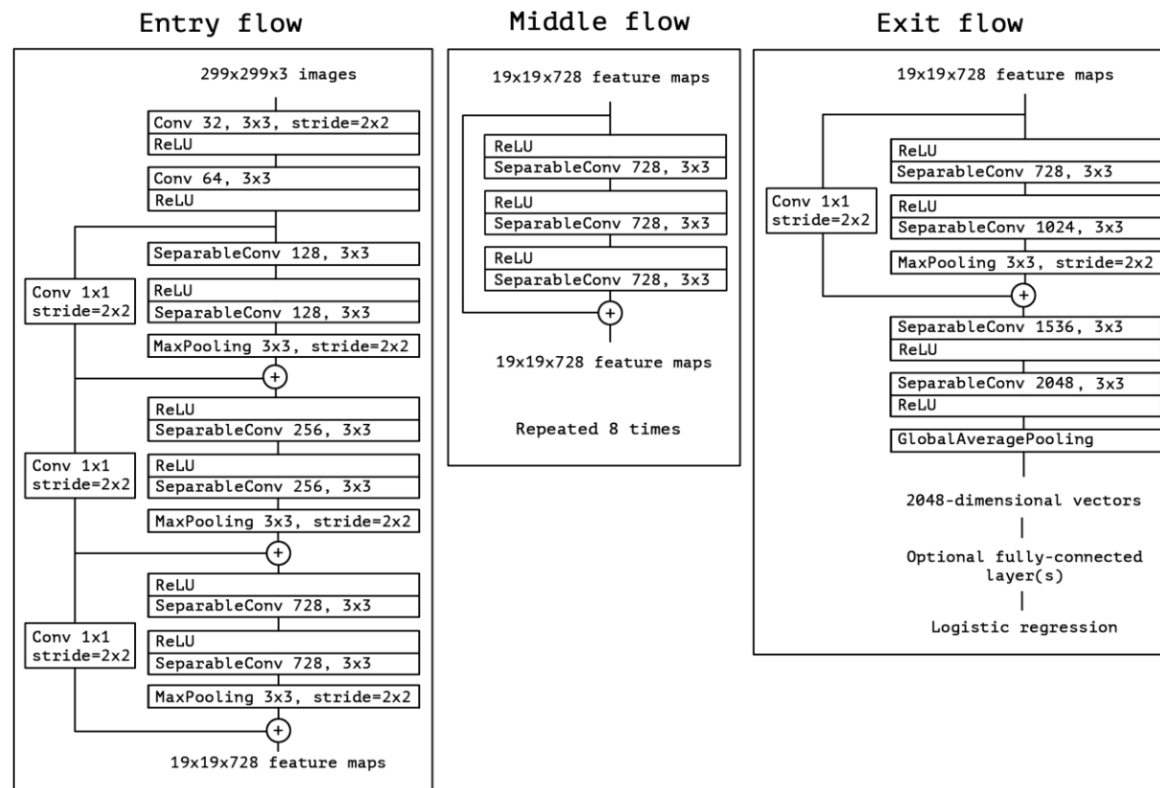 Entry flow
299x299x3 images
Conv 32, 3x3, stride=2x2
ReLU
Conv 64, 3x3
ReLU
SeparableConv 128, 3x3
Conv 1x1
stride=2x2
ReLU
SeparableConv 128, 3x3
MaxPooling 3x3, stride=2x2
+
ReLU
SeparableConv 256, 3x3
Conv 1x1
stride=2x2
ReLU
SeparableConv 256, 3x3
MaxPooling 3x3, stride=2x2
+
ReLU
SeparableConv 728, 3x3
Conv 1x1
stride=2x2
ReLU
SeparableConv 728, 3x3
MaxPooling 3x3, stride=2x2
+
19x19x728 feature maps
Middle flow
19x19x728 feature maps
ReLU
SeparableConv 728, 3x3
ReLU
SeparableConv 728, 3x3
ReLU
SeparableConv 728, 3x3
+
19x19x728 feature maps
Repeated 8 times
Exit flow
19x19x728 feature maps
ReLU
SeparableConv 728, 3x3
Conv 1x1
stride=2x2
ReLU
SeparableConv 1024, 3x3
MaxPooling 3x3, stride=2x2
+
SeparableConv 1536, 3x3
ReLU
SeparableConv 2048, 3x3
ReLU
GlobalAveragePooling
2048-dimensional vectors
Optional fully-connected
layer(s)
Logistic regression